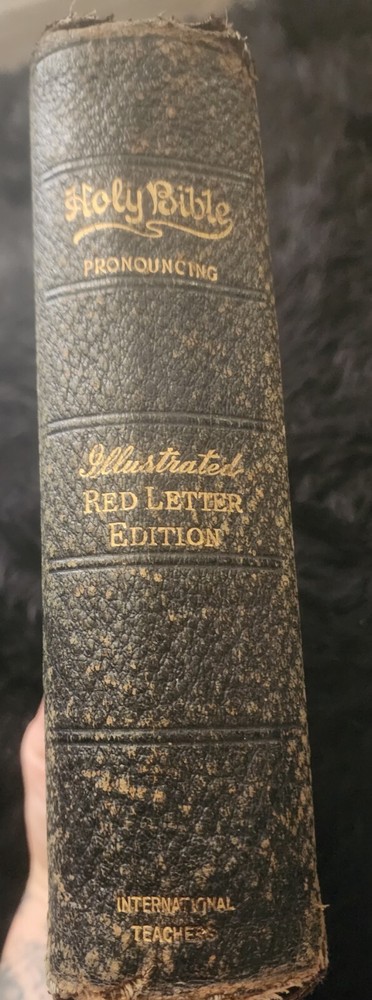 Holy Bible
PRONOUNCING
Illustrated
RED LETTER
EDITION
INTERNATIONAL
TEACHERS